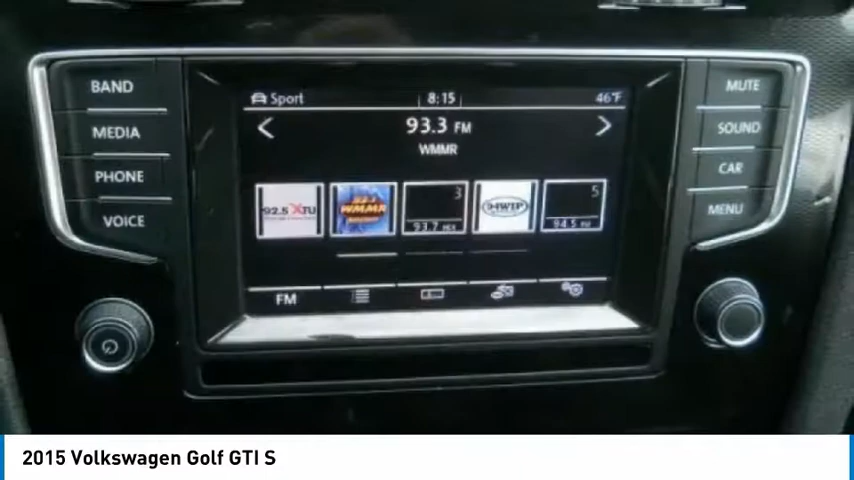 BAND
MEDIA
PHONE
VOICE
MUTE
SOUND
CAR
MENU
Sport 8:15 46°F
93.3 FM
WMMR
92.5 XTU
WMMR
3
93.7
WIP
5
94.5
FM
2015 Volkswagen Golf GTI S